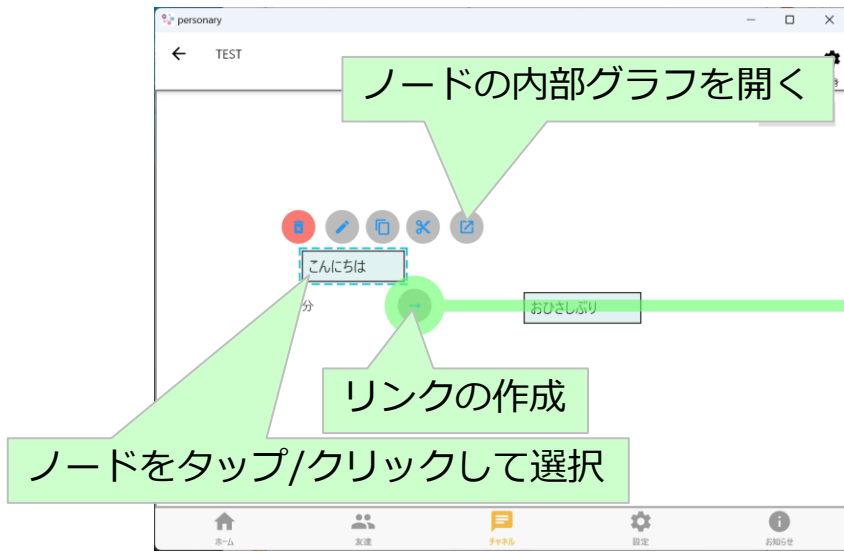 personary
TEST
ノードの内部グラフを開く
こんにちは
分
おひさしぶり
リンクの作成
ノードをタップ/クリックして選択
ホーム
友達
チャネル
設定
お知らせ